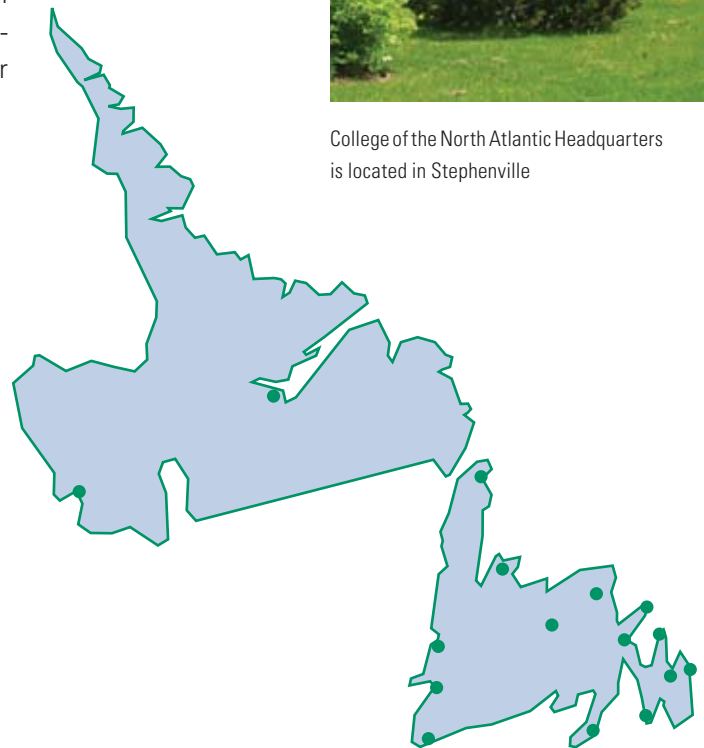 r
College of the North Atlantic Headquarters
is located in Stephenville